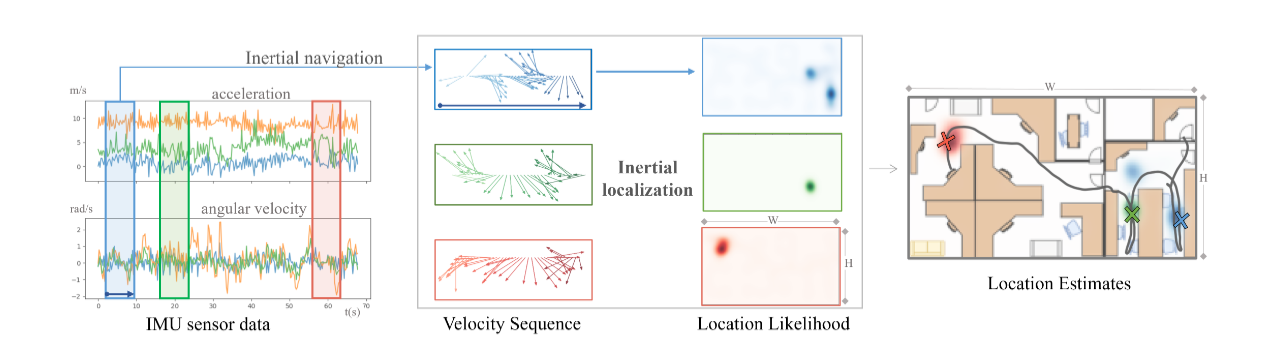 Inertial navigation
m/s
acceleration
10
5
0
rad/s
angular velocity
2
1
0
−1
−2
0
10
20
30
40
50
60
70
t(s)
IMU sensor data
Inertial
localization
W
H
Velocity Sequence
Location Likelihood
W
H
Location Estimates